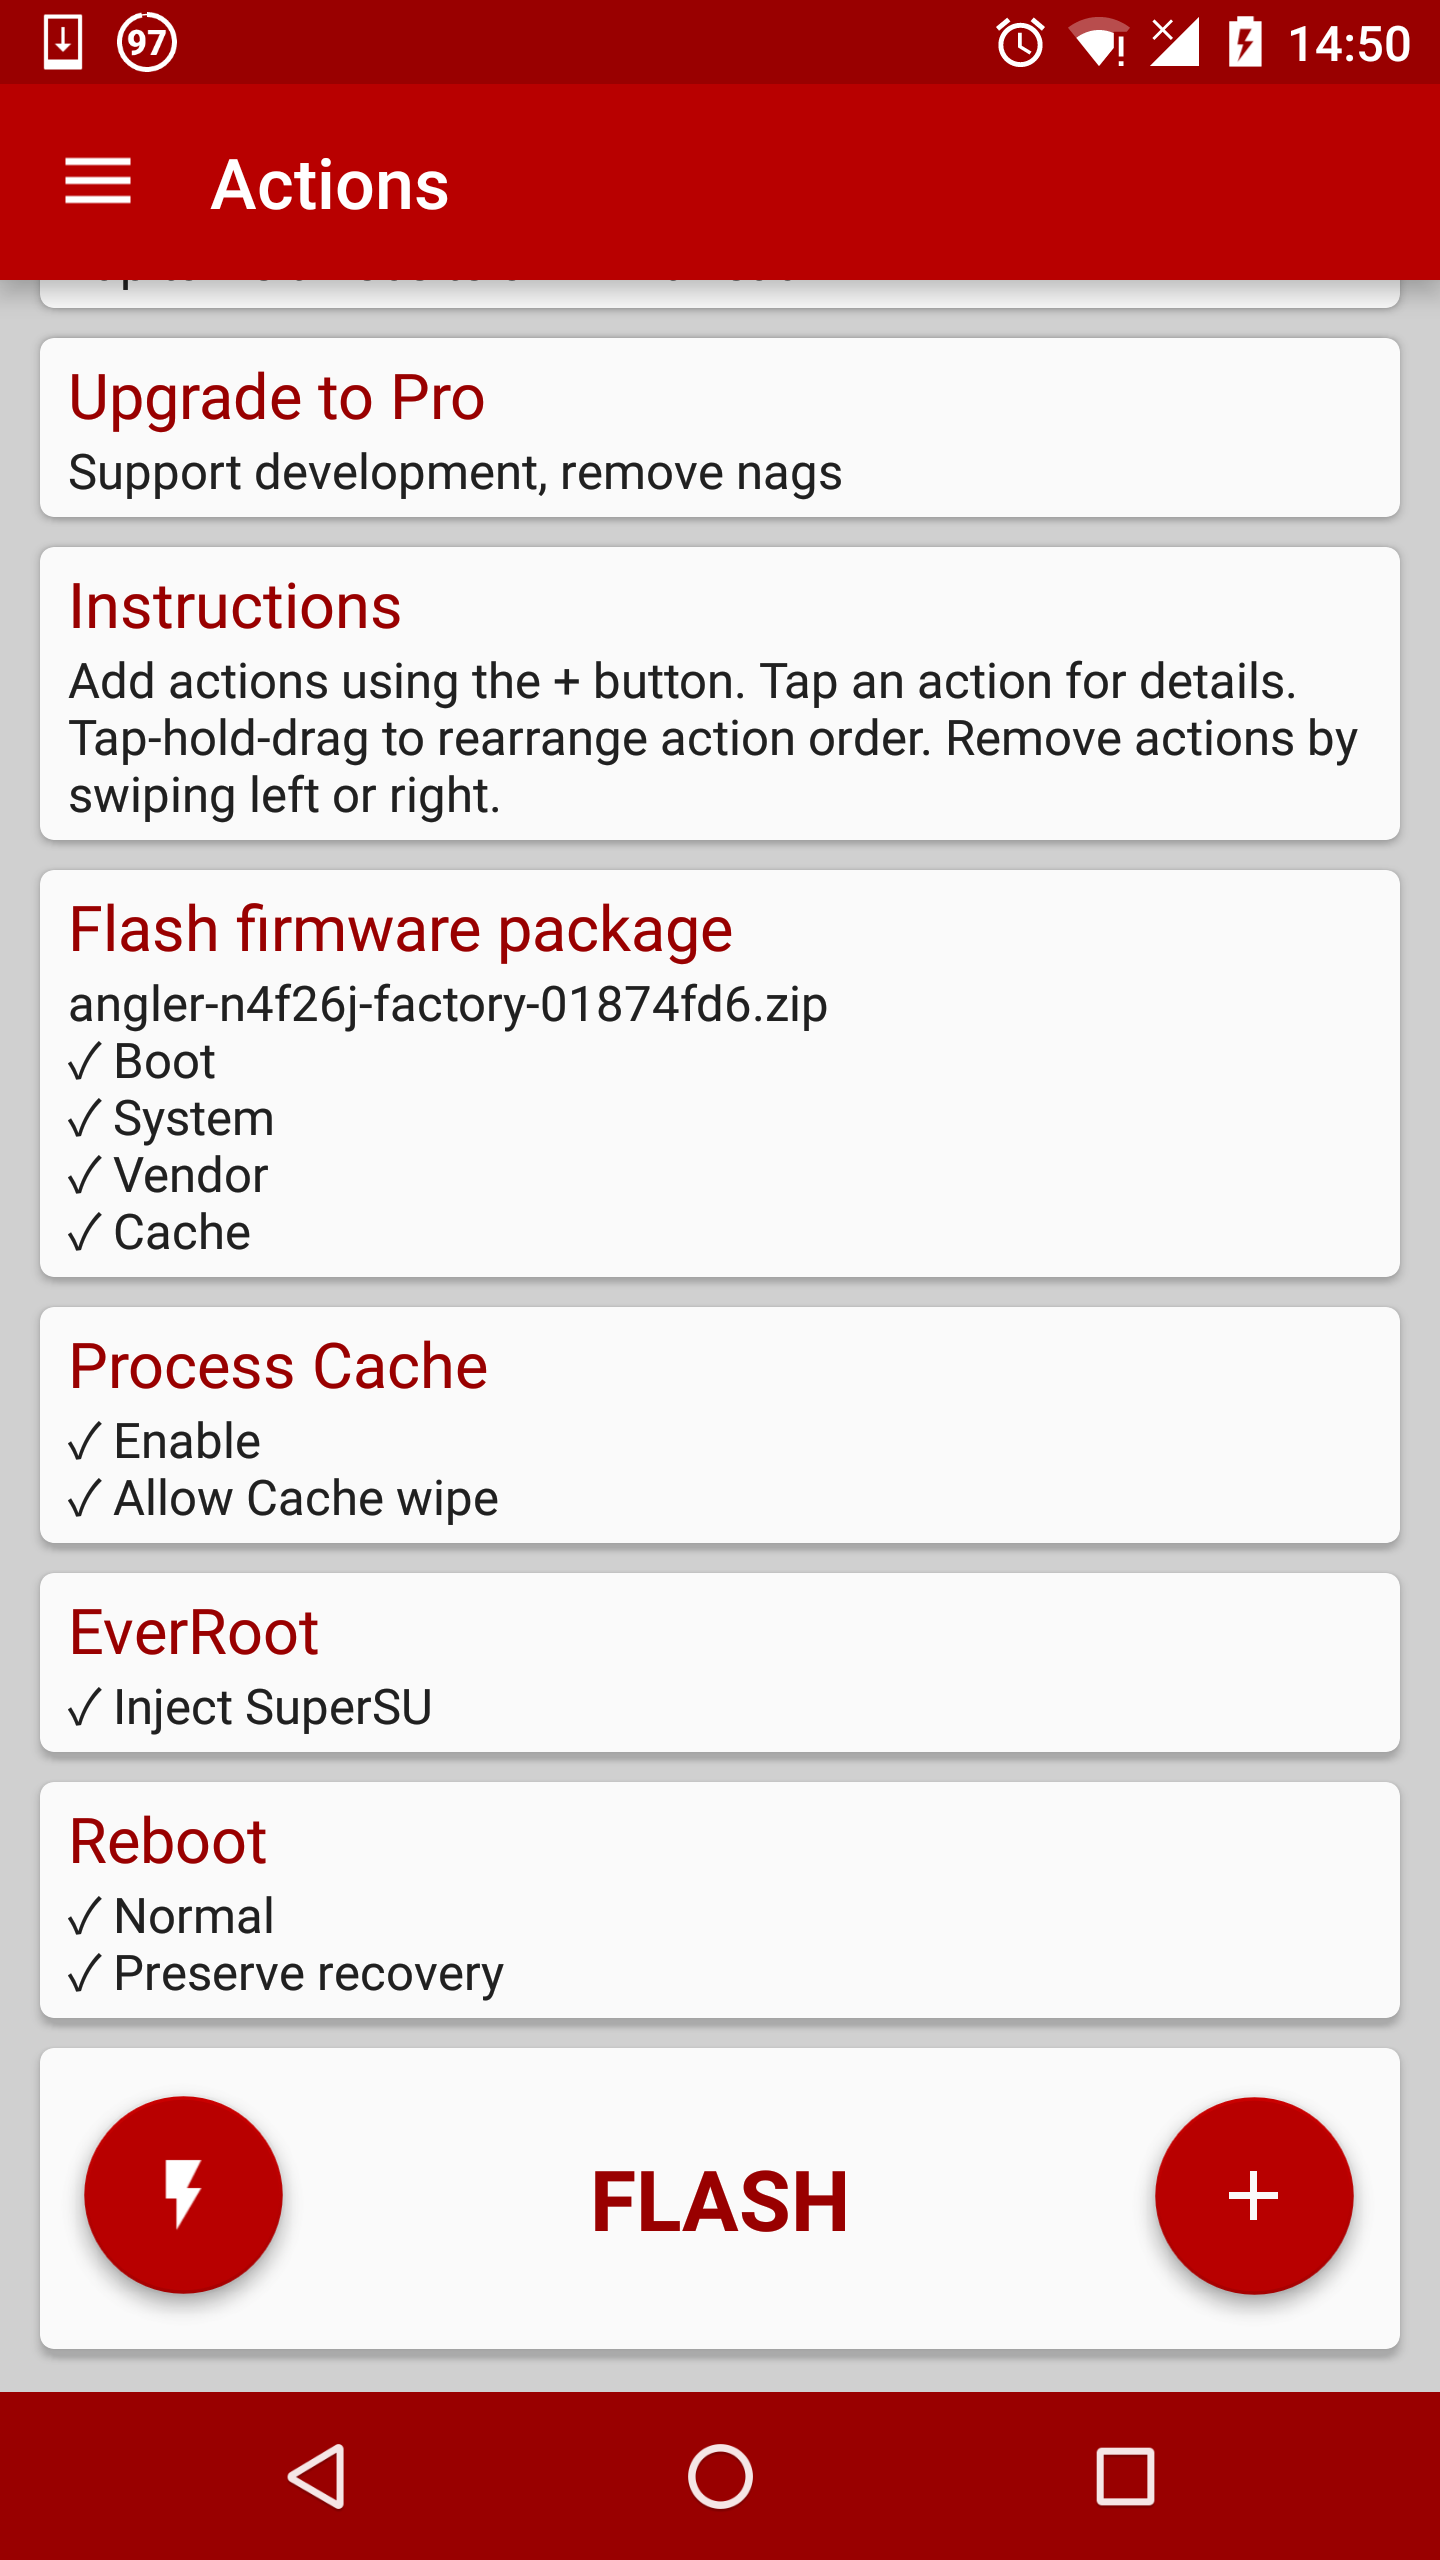 97
14:50
Actions
Upgrade to Pro
Support development, remove nags
Instructions
Add actions using the + button. Tap an action for details.
Tap-hold-drag to rearrange action order. Remove actions by
swiping left or right.
Flash firmware package
angler-n4f26j-factory-01874fd6.zip
✓ Boot
✓ System
✓ Vendor
✓ Cache
Process Cache
✓ Enable
✓ Allow Cache wipe
EverRoot
✓ Inject SuperSU
Reboot
✓ Normal
✓ Preserve recovery
FLASH